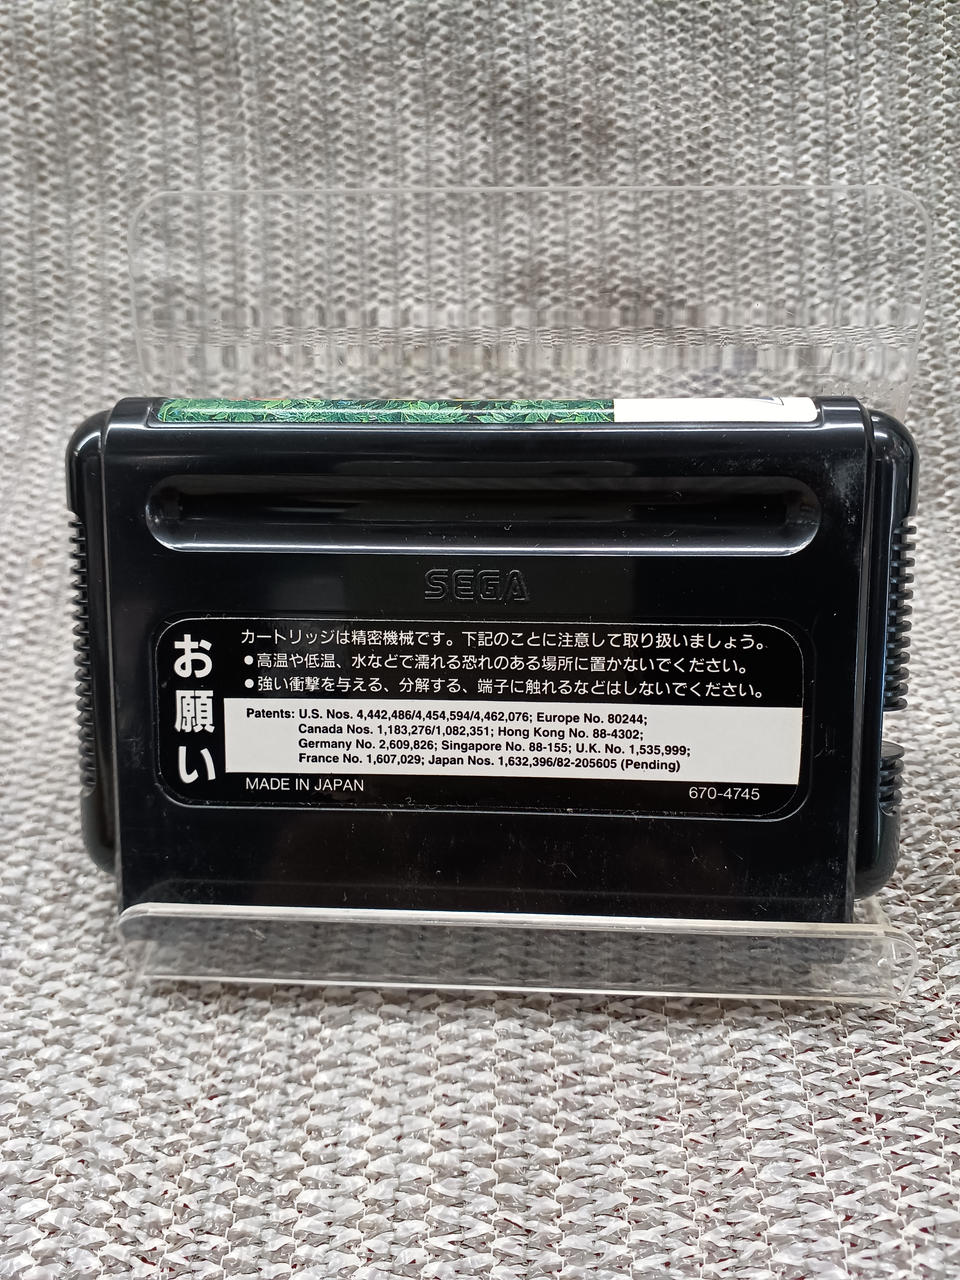 SEGA
お願い
カートリッジは精密機械です。下記のことに注意して取り扱いましょう。
●高温や低温、水などで濡れる恐れのある場所に置かないでください。
●強い衝撃を与える、分解する、端子に触れるなどはしないでください。
Patents: U.S. Nos. 4,442,486/4,454,594/4,462,076; Europe No. 80244;
Canada Nos. 1,183,276/1,082,351; Hong Kong No. 88-4302;
Germany No. 2,609,826; Singapore No. 88-155; U.K. No. 1,535,999;
France No. 1,607,029; Japan Nos. 1,632,396/82-205605 (Pending)
MADE IN JAPAN
670-4745